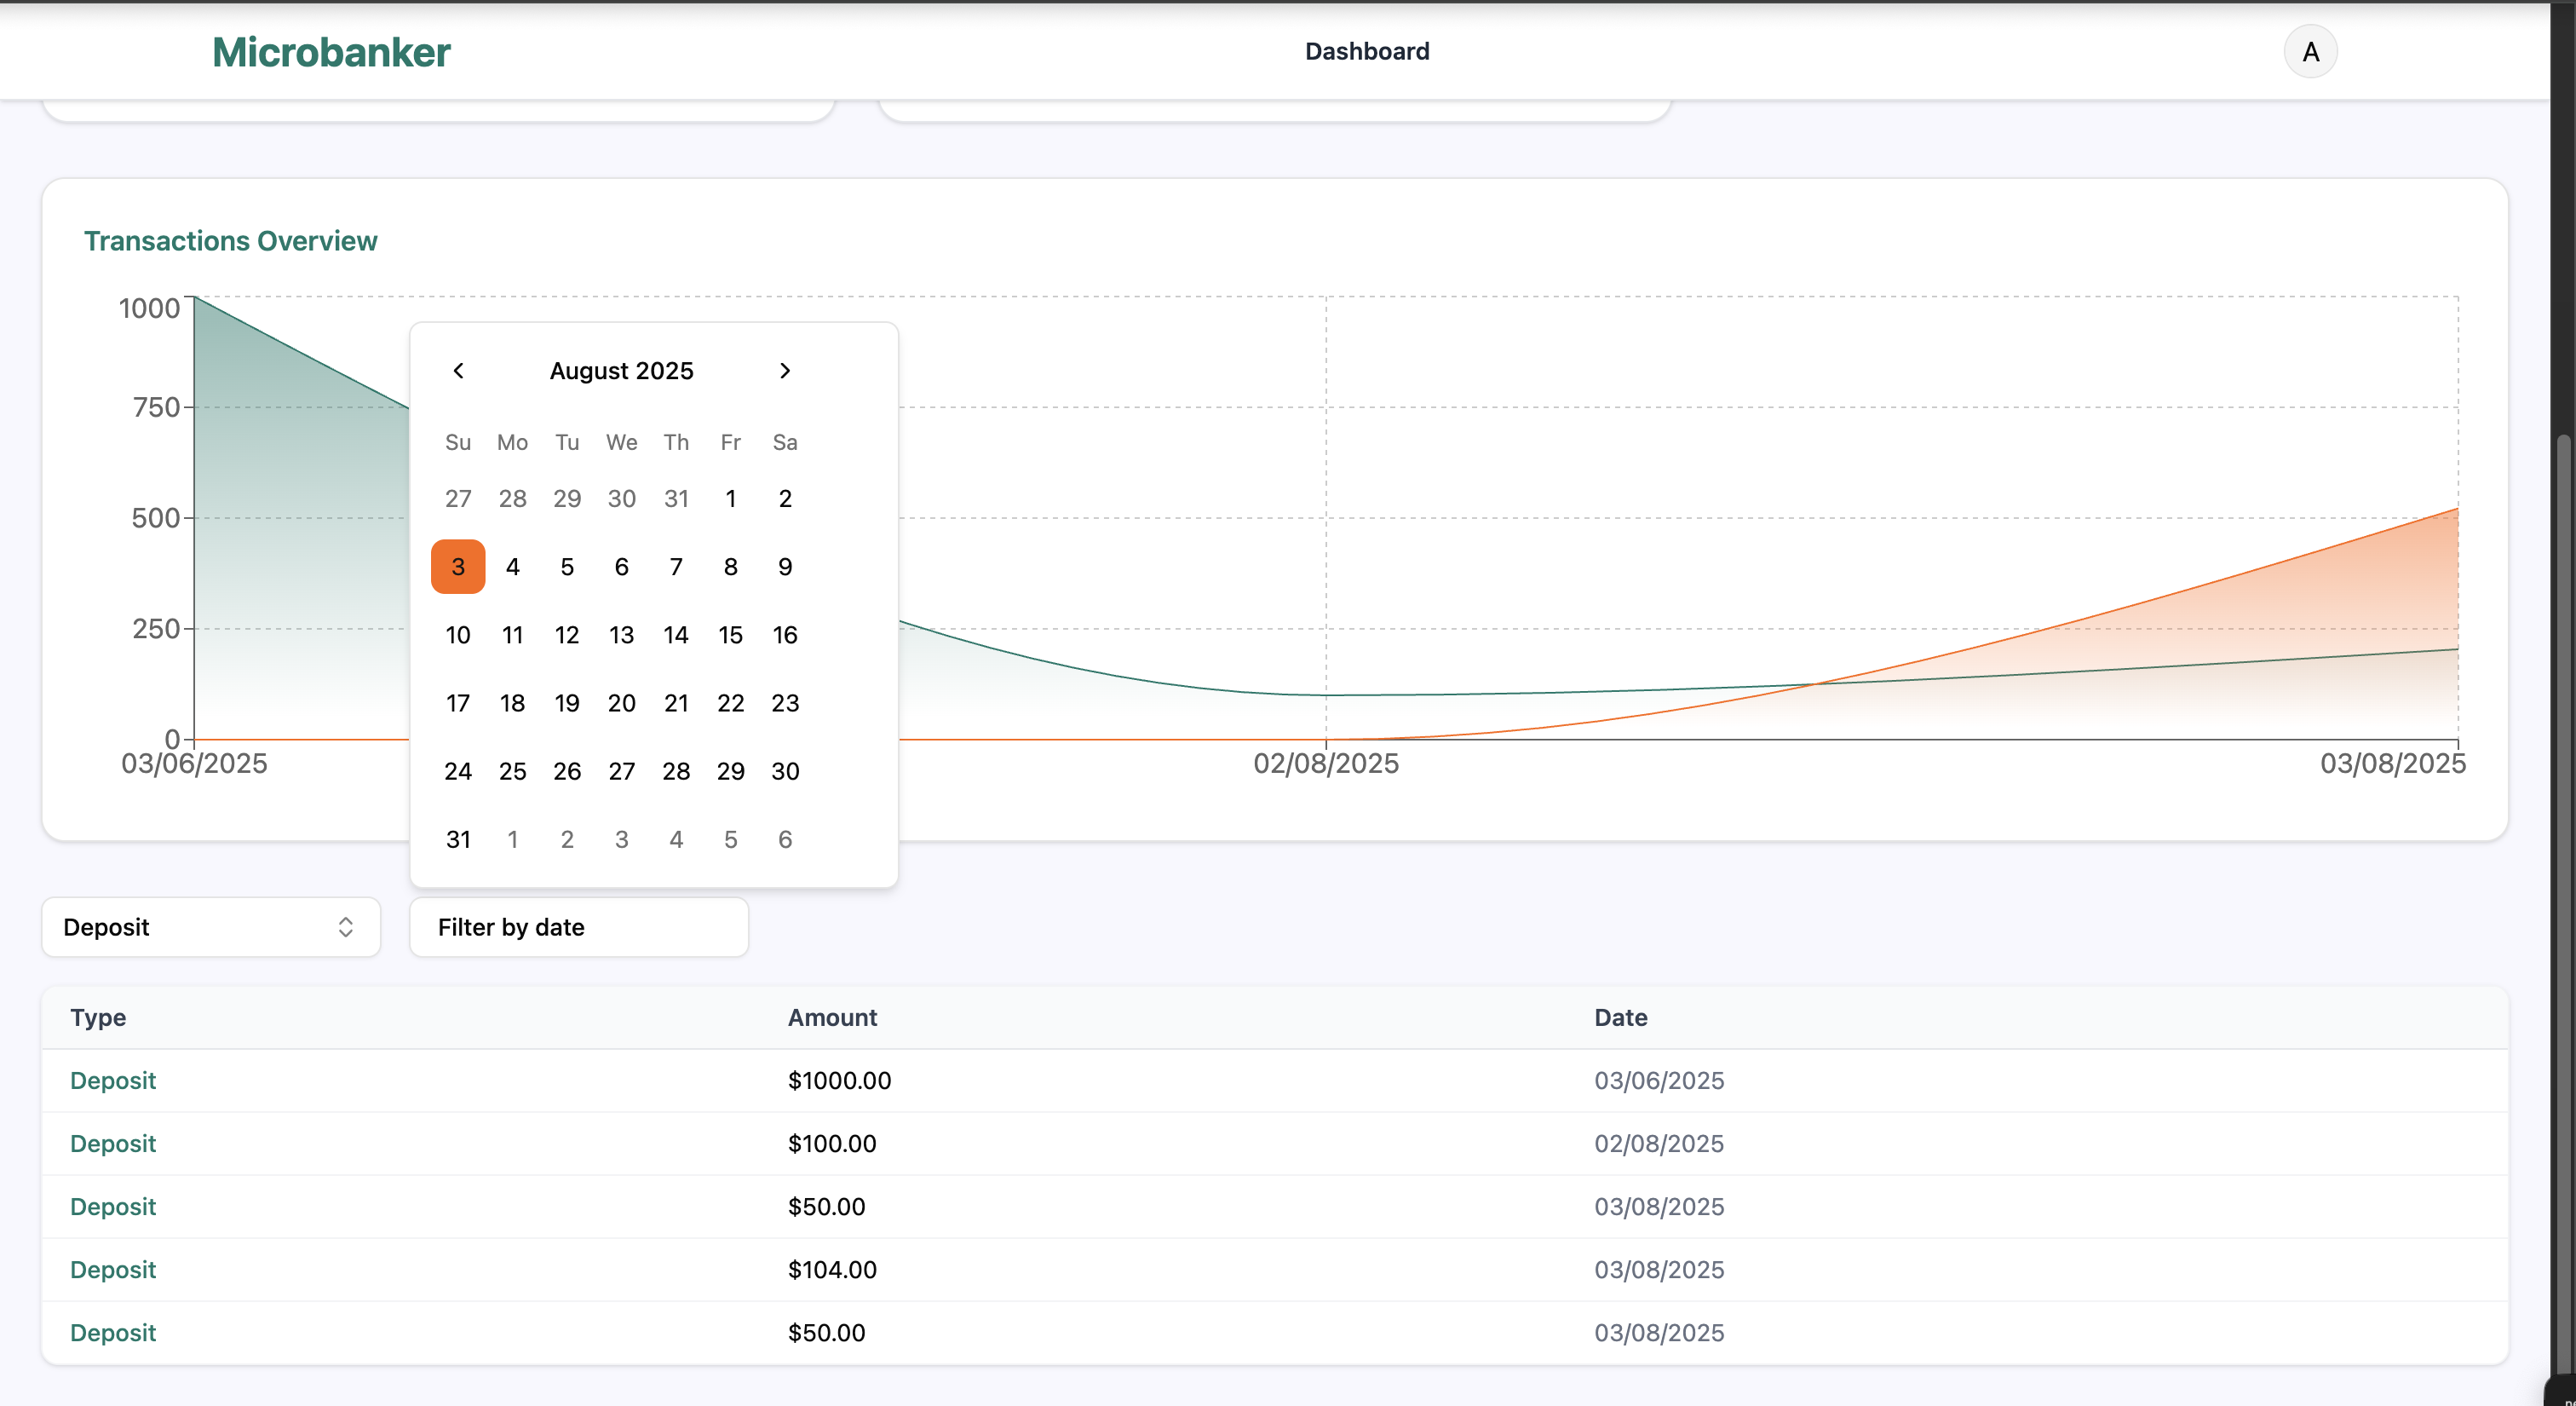 Microbanker Dashboard A
Transactions Overview
1000
750
500
250
0
03/06/2025 02/08/2025 03/08/2025
August 2025
Su Mo Tu We Th Fr Sa
27 28 29 30 31 1 2
3 4 5 6 7 8 9
10 11 12 13 14 15 16
17 18 19 20 21 22 23
24 25 26 27 28 29 30
31 1 2 3 4 5 6
Deposit Filter by date
Type Amount Date
Deposit $1000.00 03/06/2025
Deposit $100.00 02/08/2025
Deposit $50.00 03/08/2025
Deposit $104.00 03/08/2025
Deposit $50.00 03/08/2025